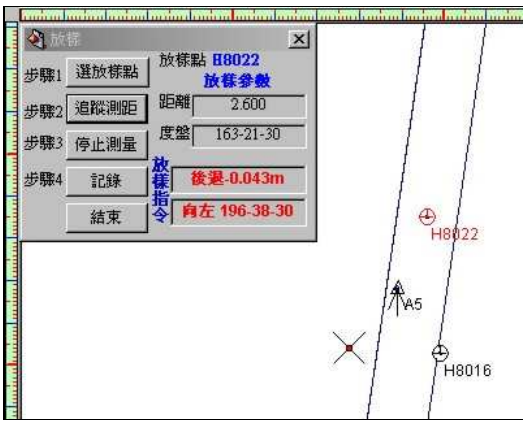 放樣
步驟1 選放樣點 放樣點 H8022
放樣參數
步驟2 追蹤測距 距離 2.600
步驟3 停止測量 度盤 163-21-30
步驟4 記錄 放樣指令 後退-0.043m
結束 向左 196-38-30
H8022
A5
H8016